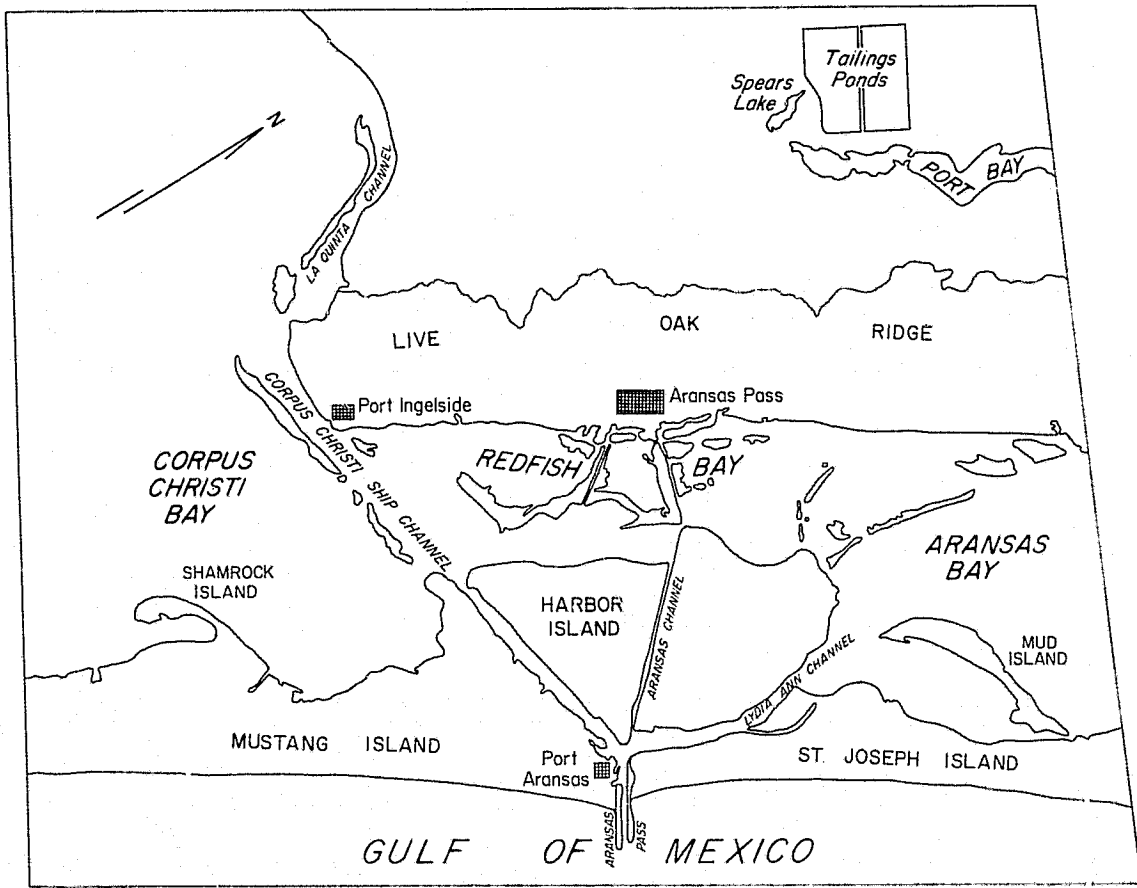 Tailings
Ponds
Spears
Lake
N
PORT BAY
LA QUINTA CHANNEL
LIVE OAK RIDGE
Port Ingelside
Aransas Pass
CORPUS CHRISTI SHIP CHANNEL
REDFISH BAY
CORPUS
CHRISTI
BAY
ARANSAS
BAY
SHAMROCK
ISLAND
HARBOR
ISLAND
ARANSAS CHANNEL
MUD
ISLAND
LYDIA ANN CHANNEL
MUSTANG ISLAND
Port
Aransas
ST. JOSEPH ISLAND
ARANSAS PASS
GULF OF MEXICO